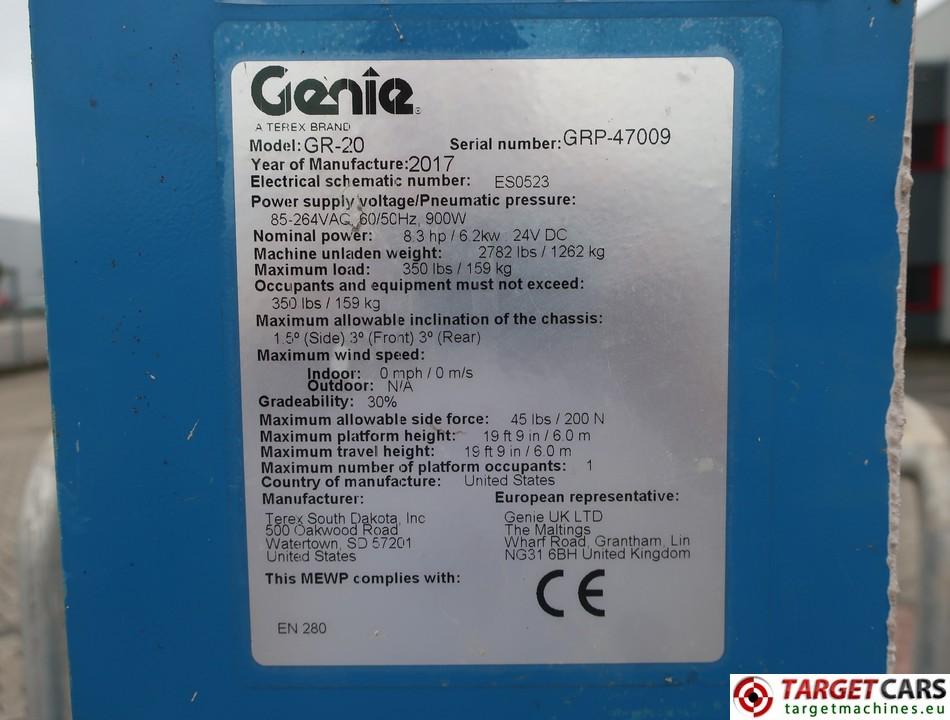 Genie
A TEREX BRAND
Model: GR-20 Serial number: GRP-47009
Year of Manufacture: 2017
Electrical schematic number: ES0523
Power supply voltage/Pneumatic pressure:
85-264VAC, 60/50Hz, 900W
Nominal power: 8.3 hp / 6.2kw 24V DC
Machine unladen weight: 2782 lbs / 1262 kg
Maximum load: 350 lbs / 159 kg
Occupants and equipment must not exceed:
350 lbs / 159 kg
Maximum allowable inclination of the chassis:
1.5º (Side) 3º (Front) 3º (Rear)
Maximum wind speed:
Indoor: 0 mph / 0 m/s
Outdoor: N/A
Gradeability: 30%
Maximum allowable side force: 45 lbs / 200 N
Maximum platform height: 19 ft 9 in / 6.0 m
Maximum travel height: 19 ft 9 in / 6.0 m
Maximum number of platform occupants: 1
Country of manufacture: United States
Manufacturer:
Terex South Dakota, Inc
500 Oakwood Road
Watertown, SD 57201
United States
European representative:
Genie UK LTD
The Maltings
Wharf Road, Grantham, Lin
NG31 6BH United Kingdom
This MEWP complies with:
CE
EN 280
TARGET CARS
targetmachines.eu